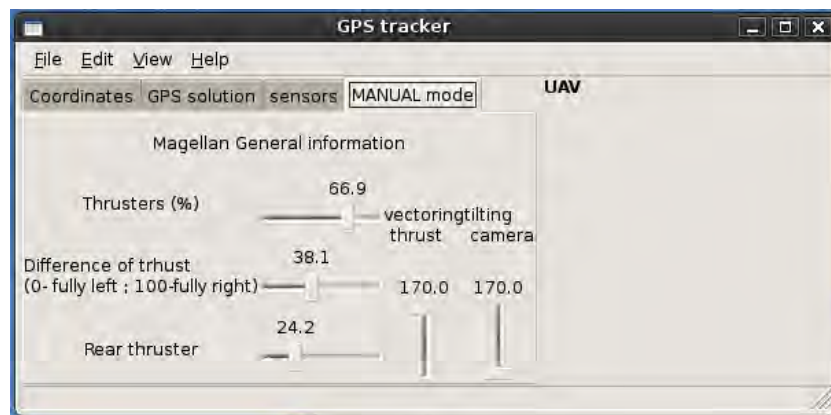 GPS tracker
File Edit View Help
Coordinates GPS solution sensors MANUAL mode
UAV
Magellan General information
66.9
Thrusters (%)
vectoringtilting
thrust camera
38.1
Difference of trhust
(0- fully left ; 100-fully right)
170.0 170.0
24.2
Rear thruster